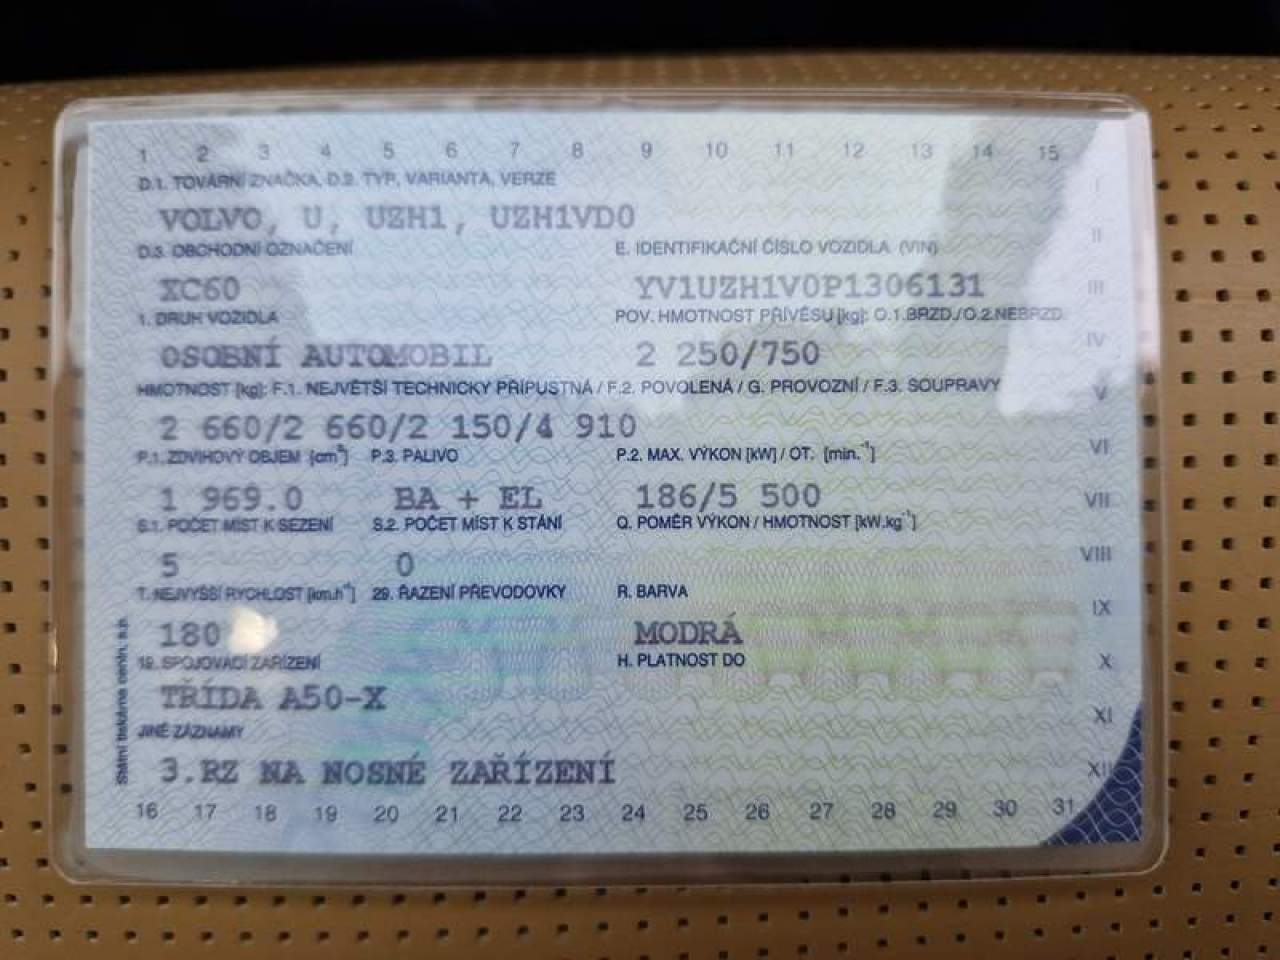 1 2 3 4 5 6 7 8 9 10 11 12 13 14 15
D.1. TOVÁRNÍ ZNAČKA, D.2. TYP, VARIANTA, VERZE
I
VOLVO, U, UZH1, UZH1VD0
II
D.3. OBCHODNÍ OZNAČENÍ E. IDENTIFIKAČNÍ ČÍSLO VOZIDLA (VIN)
XC60 YV1UZH1V0P1306131
III
1. DRUH VOZIDLA POV. HMOTNOST PŘÍVĚSU [kg]: O.1.BRZD./O.2.NEBRZD.
IV
OSOBNÍ AUTOMOBIL 2 250/750
HMOTNOST [kg]: F.1. NEJVĚTŠÍ TECHNICKY PŘÍPUSTNÁ / F.2. POVOLENÁ / G. PROVOZNÍ / F.3. SOUPRAVY
V
2 660/2 660/2 150/4 910
VI
P.1. ZDVIHOVÝ OBJEM [cm³] P.3. PALIVO P.2. MAX. VÝKON [kW] / OT. [min.⁻¹]
1 969.0 BA + EL 186/5 500
VII
S.1. POČET MÍST K SEZENÍ S.2. POČET MÍST K STÁNÍ Q. POMĚR VÝKON / HMOTNOST [kW.kg⁻¹]
VIII
5 0
T. NEJVYŠŠÍ RYCHLOST [km.h⁻¹] 29. ŘAZENÍ PŘEVODOVKY R. BARVA
IX
180 MODRÁ
19. SPOJOVACÍ ZAŘÍZENÍ H. PLATNOST DO
X
TŘÍDA A50-X
XI
JINÉ ZÁZNAMY
3.RZ NA NOSNÉ ZAŘÍZENÍ
XII
16 17 18 19 20 21 22 23 24 25 26 27 28 29 30 31
Státní tiskárna cenin, s.p.